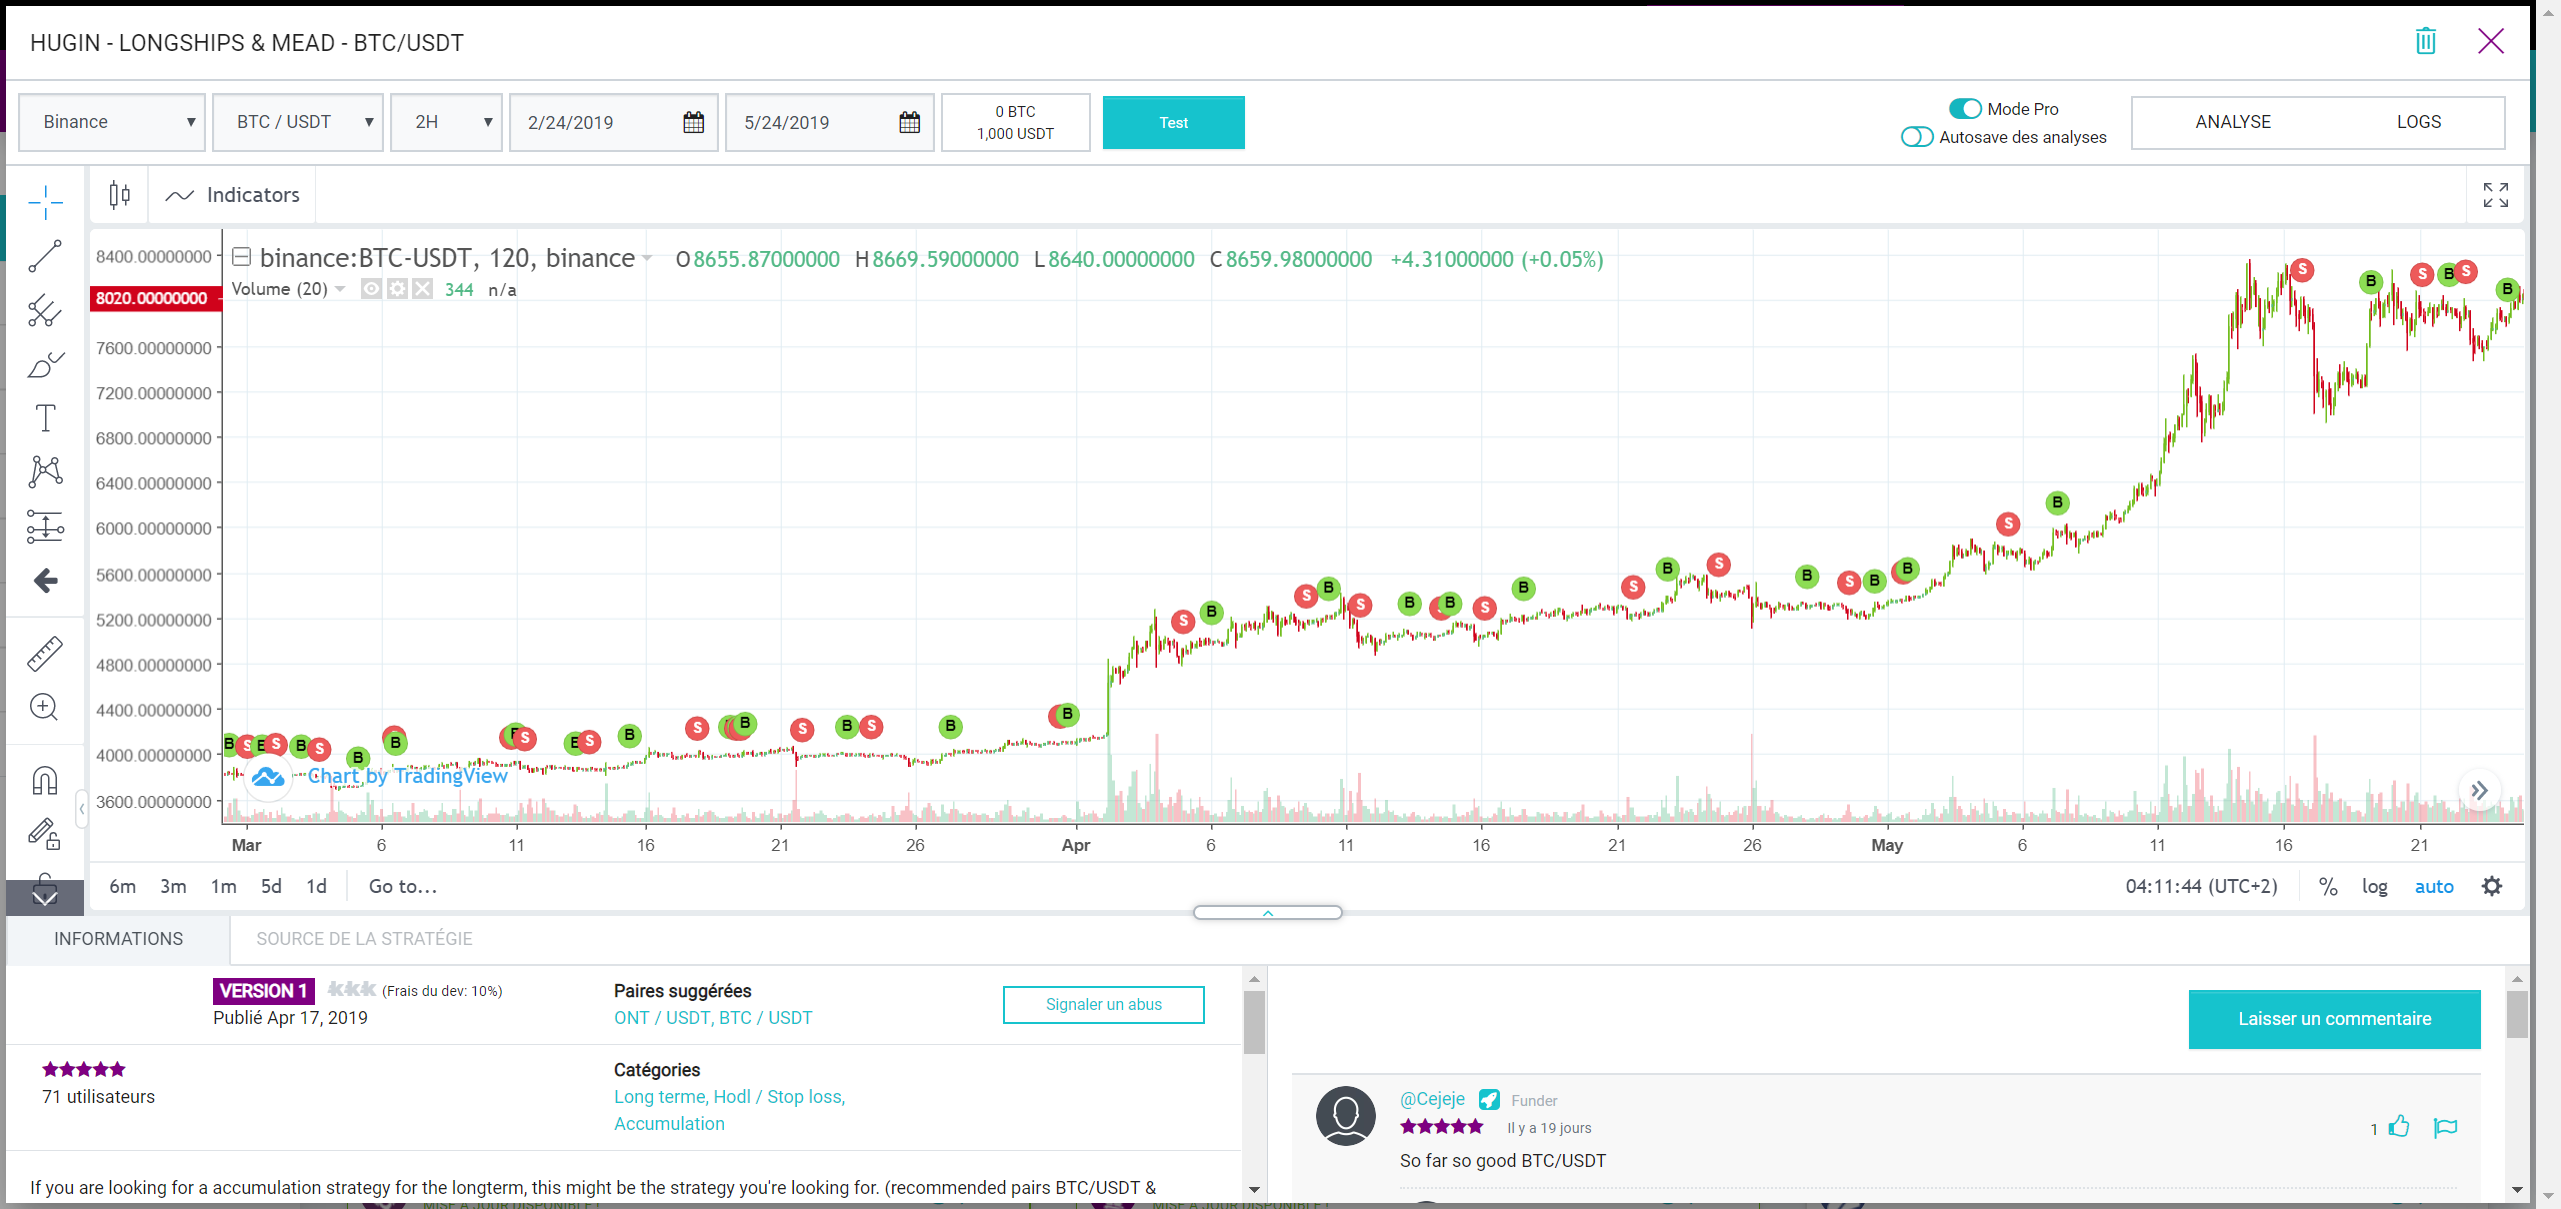 HUGIN - LONGSHIPS & MEAD - BTC/USDT
Binance BTC / USDT 2H 2/24/2019 5/24/2019
0 BTC
1,000 USDT
Test
Mode Pro
Autosave des analyses
ANALYSE LOGS
Indicators
binance:BTC-USDT, 120, binance O8655.87000000 H8669.59000000 L8640.00000000 C8659.98000000 +4.31000000 (+0.05%)
Volume (20) 344 n/a
8400.00000000
8020.00000000
7600.00000000
7200.00000000
6800.00000000
6400.00000000
6000.00000000
5600.00000000
5200.00000000
4800.00000000
4400.00000000
4000.00000000
3600.00000000
Chart by TradingView
Mar 6 11 16 21 26 Apr 6 11 16 21 26 May 6 11 16 21
6m 3m 1m 5d 1d Go to... 04:11:44 (UTC+2) % log auto
INFORMATIONS SOURCE DE LA STRATÉGIE
VERSION 1 (Frais du dev: 10%)
Publié Apr 17, 2019
Paires suggérées
ONT / USDT, BTC / USDT
Signaler un abus
71 utilisateurs
Catégories
Long terme, Hodl / Stop loss,
Accumulation
If you are looking for a accumulation strategy for the longterm, this might be the strategy you're looking for. (recommended pairs BTC/USDT &
Laisser un commentaire
@Cejeje Funder
Il y a 19 jours
1
So far so good BTC/USDT